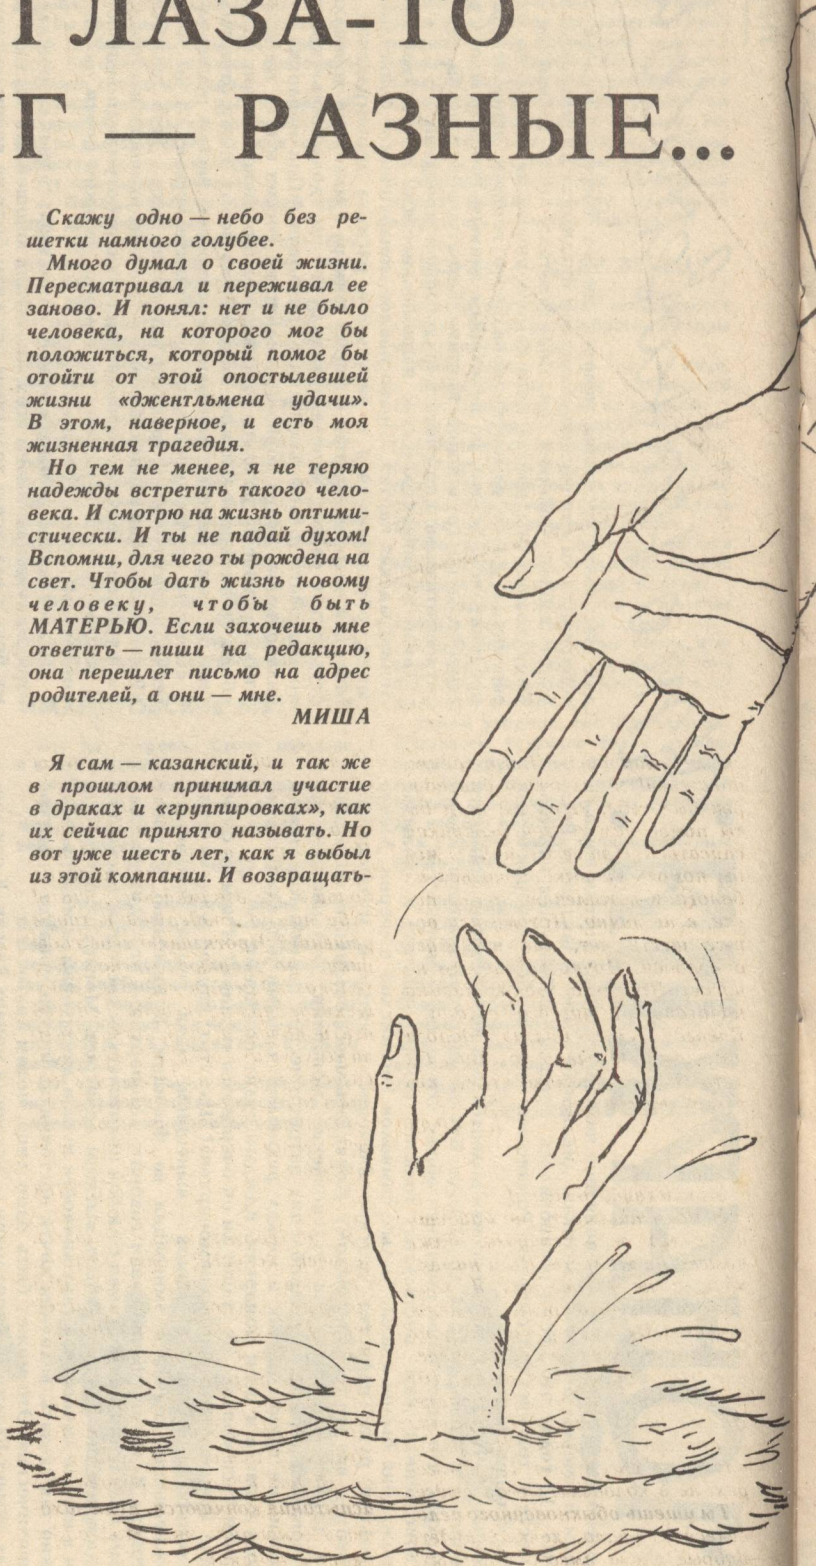 ГЛАЗА-ТО
Г — РАЗНЫЕ...
Скажу одно — небо без ре-
шетки намного голубее.
Много думал о своей жизни.
Пересматривал и переживал ее
заново. И понял: нет и не было
человека, на которого мог бы
положиться, который помог бы
отойти от этой опостылевшей
жизни «джентльмена удачи».
В этом, наверное, и есть моя
жизненная трагедия.
Но тем не менее, я не теряю
надежды встретить такого чело-
века. И смотрю на жизнь оптими-
стически. И ты не падай духом!
Вспомни, для чего ты рождена на
свет. Чтобы дать жизнь новому
человеку, чтобы быть
МАТЕРЬЮ. Если захочешь мне
ответить — пиши на редакцию,
она перешлет письмо на адрес
родителей, а они — мне.
МИША
Я сам — казанский, и так же
в прошлом принимал участие
в драках и «группировках», как
их сейчас принято называть. Но
вот уже шесть лет, как я выбыл
из этой компании. И возвращать-